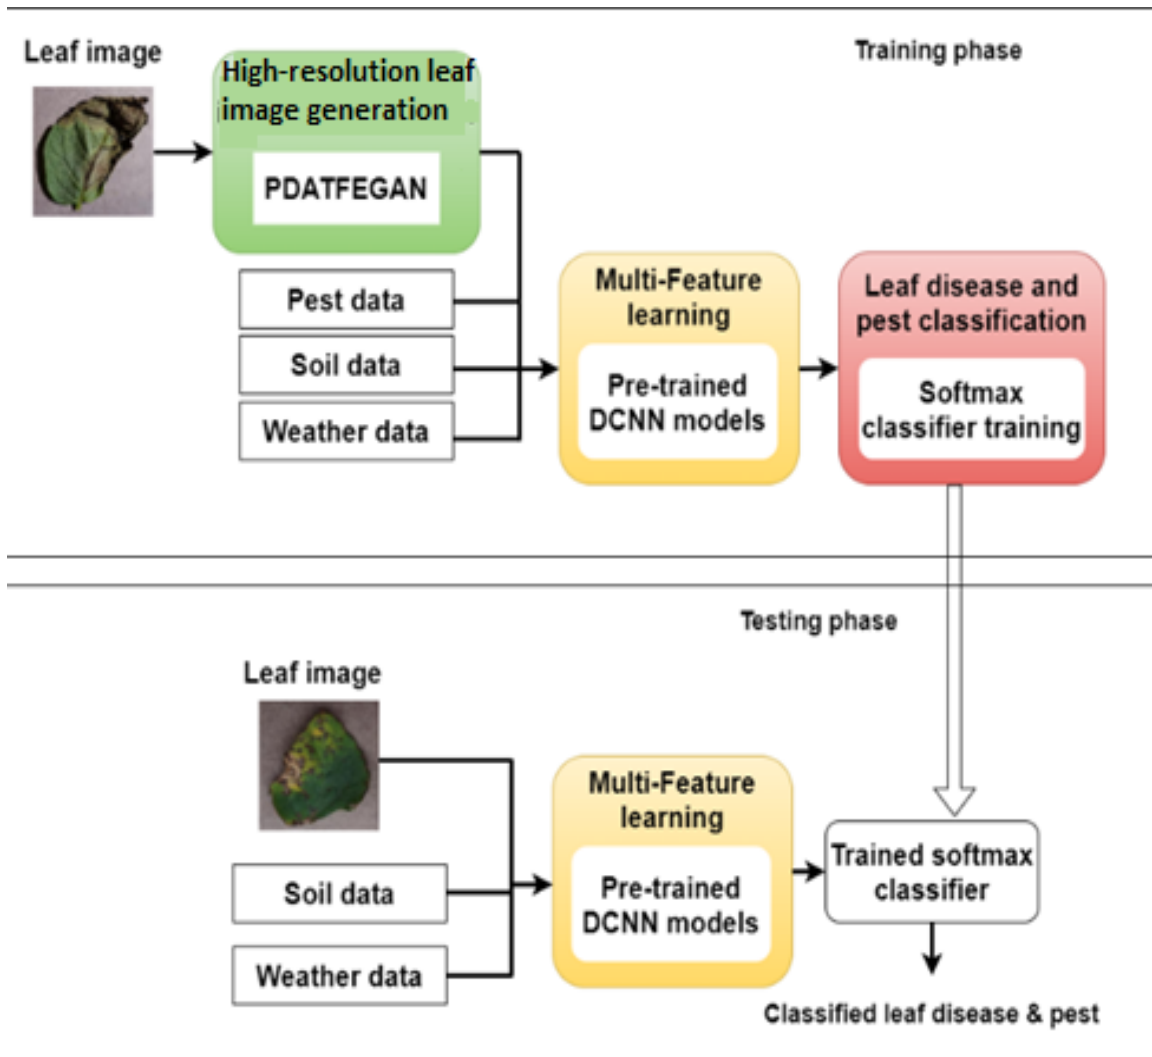 Leaf image
Training phase
High-resolution leaf
image generation
PDATFEGAN
Pest data
Soil data
Weather data
Multi-Feature
learning
Pre-trained
DCNN models
Leaf disease and
pest classification
Softmax
classifier training
Testing phase
Leaf image
Soil data
Weather data
Multi-Feature
learning
Pre-trained
DCNN models
Trained softmax
classifier
Classified leaf disease & pest